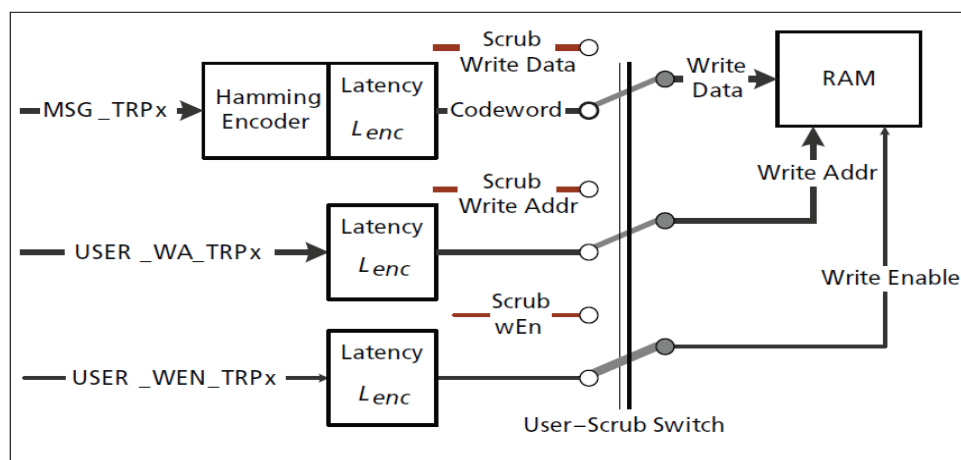 Scrub
Write Data
Write
Data
RAM
MSG _TRPx
Hamming
Encoder
Latency
Lenc
Codeword
Scrub
Write Addr
Write Addr
USER _WA_TRPx
Latency
Lenc
Write Enable
Scrub
wEn
USER _WEN_TRPx
Latency
Lenc
User–Scrub Switch